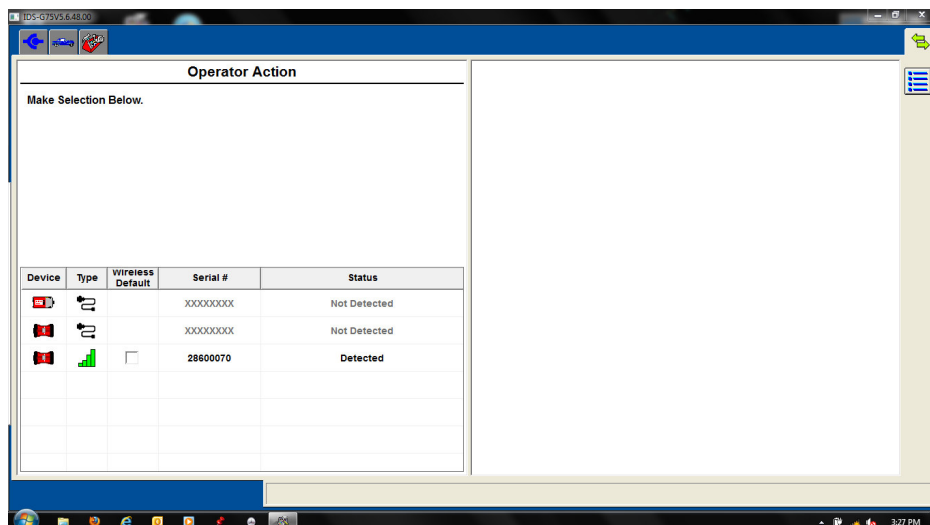 IDS-G75V5.6.48.00
Operator Action
Make Selection Below.
Device Type Wireless Default Serial # Status
XXXXXXXX Not Detected
XXXXXXXX Not Detected
28600070 Detected
3:27 PM